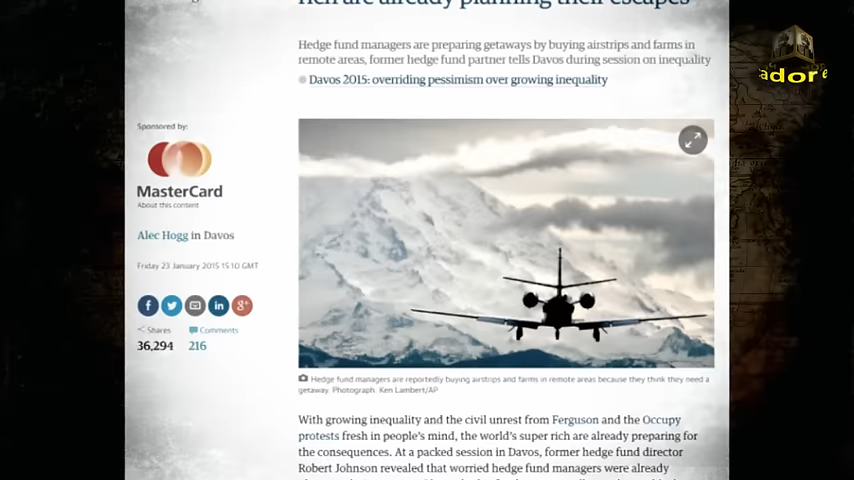 rich are already planning their escapes
Hedge fund managers are preparing getaways by buying airstrips and farms in
remote areas, former hedge fund partner tells Davos during session on inequality
Davos 2015: overriding pessimism over growing inequality
Sponsored by:
MasterCard
About this content
Alec Hogg in Davos
Friday 23 January 2015 15.10 GMT
Shares
Comments
36,294
216
Hedge fund managers are reportedly buying airstrips and farms in remote areas because they think they need a
getaway. Photograph: Ken Lambert/AP
With growing inequality and the civil unrest from Ferguson and the Occupy
protests fresh in people's mind, the world's super rich are already preparing for
the consequences. At a packed session in Davos, former hedge fund director
Robert Johnson revealed that worried hedge fund managers were already
adore